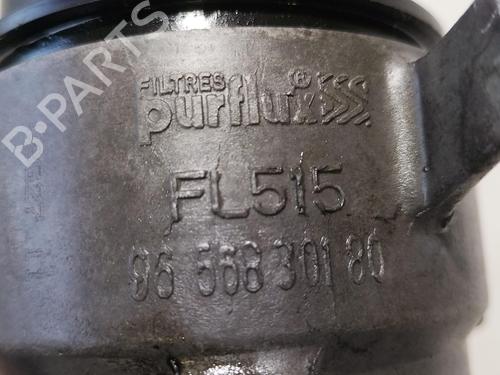 B-PARTS
FILTRES
purflux®
FL515
96 568 301 80